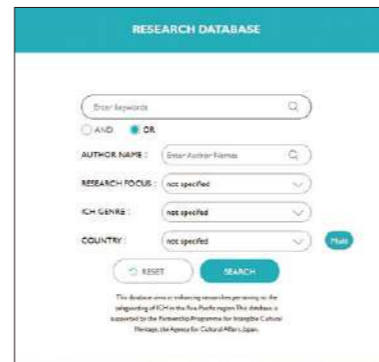 RESEARCH DATABASE
Enter keywords
AND OR
AUTHOR NAME : Enter Author Names
RESEARCH FOCUS : not specified
ICH GENRE : not specified
COUNTRY : not specified
RESET SEARCH
This database aims at enhancing researches pertaining to the
safeguarding of ICH in the Asia-Pacific region. This database is
supported by the Partnership Programme for Intangible Cultural
Heritage, the Agency for Cultural Affairs, Japan.